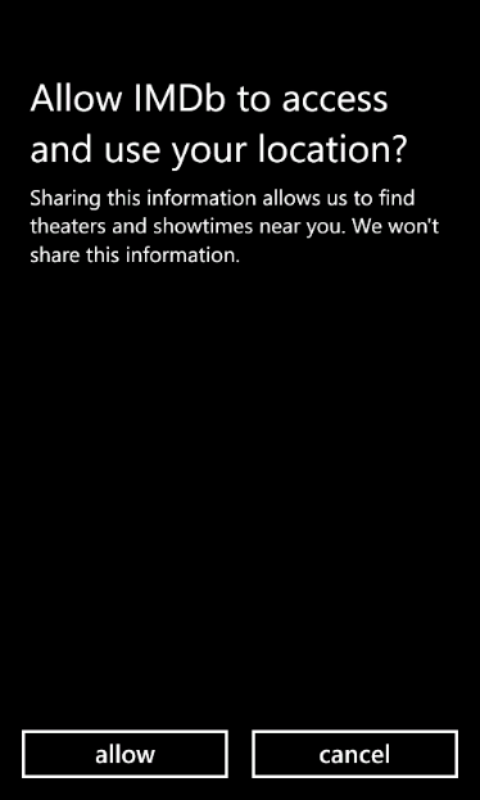 Allow IMDb to access
and use your location?
Sharing this information allows us to find
theaters and showtimes near you. We won't
share this information.
allow
cancel